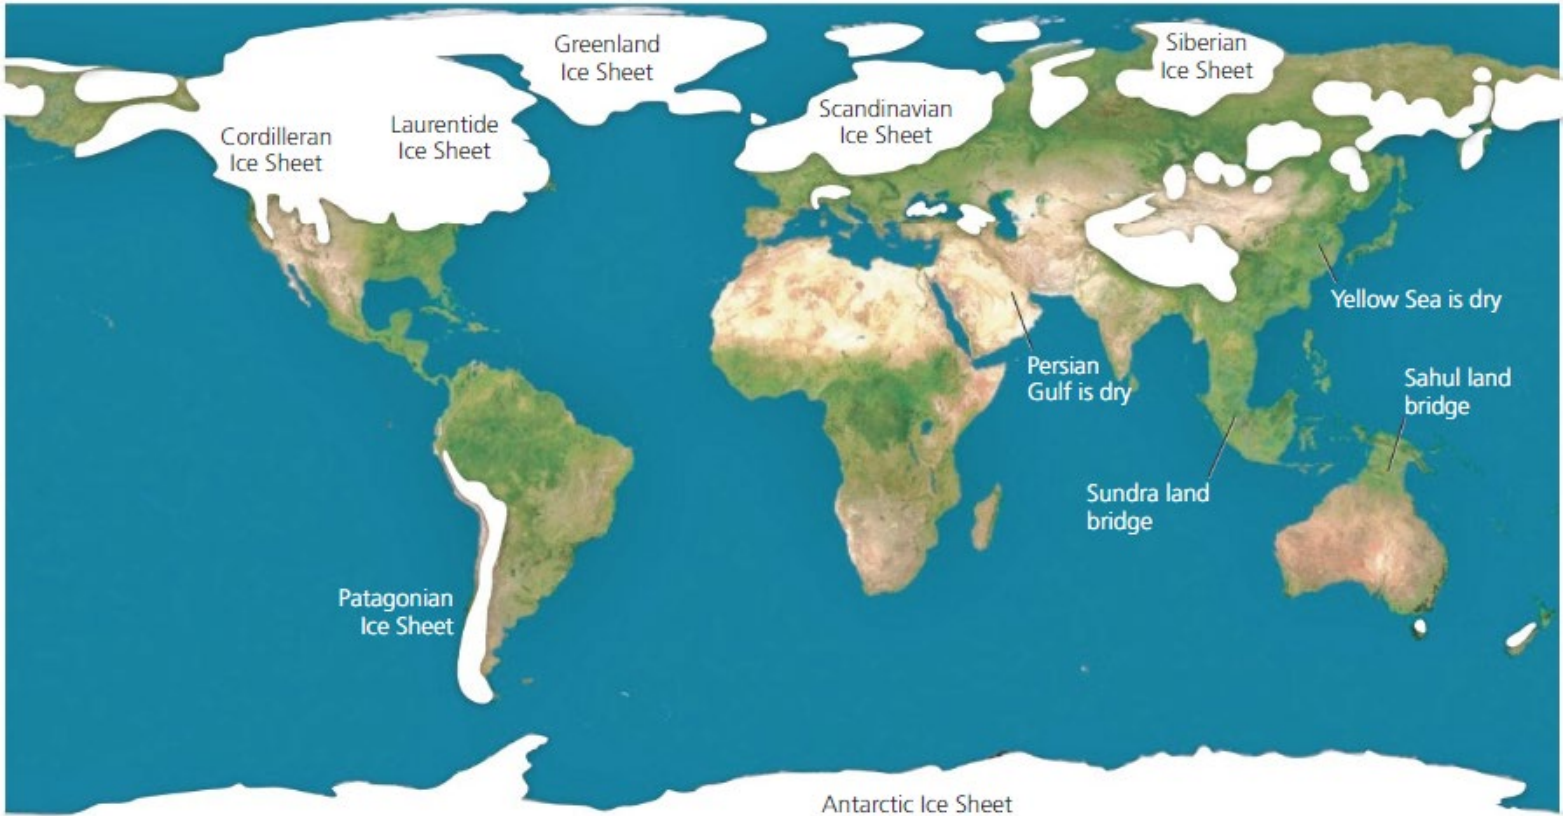 Greenland
Ice Sheet
Siberian
Ice Sheet
Scandinavian
Ice Sheet
Laurentide
Ice Sheet
Cordilleran
Ice Sheet
Yellow Sea is dry
Persian
Gulf is dry
Sahul land
bridge
Sundra land
bridge
Patagonian
Ice Sheet
Antarctic Ice Sheet